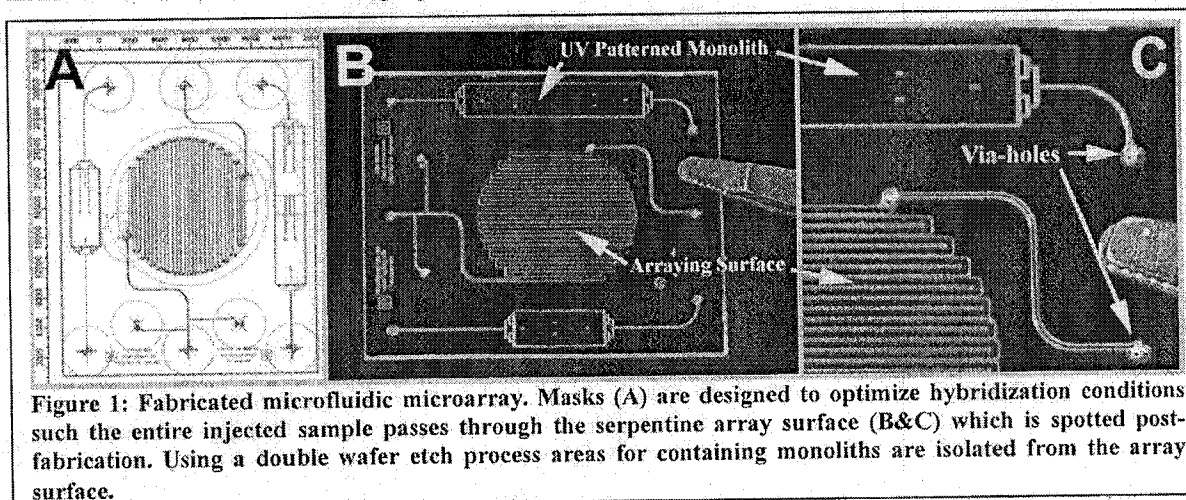 A
B
C
UV Patterned Monolith
Via-holes
Arraying Surface
Figure 1: Fabricated microfluidic microarray. Masks (A) are designed to optimize hybridization conditions
such the entire injected sample passes through the serpentine array surface (B&C) which is spotted post-
fabrication. Using a double wafer etch process areas for containing monoliths are isolated from the array
surface.